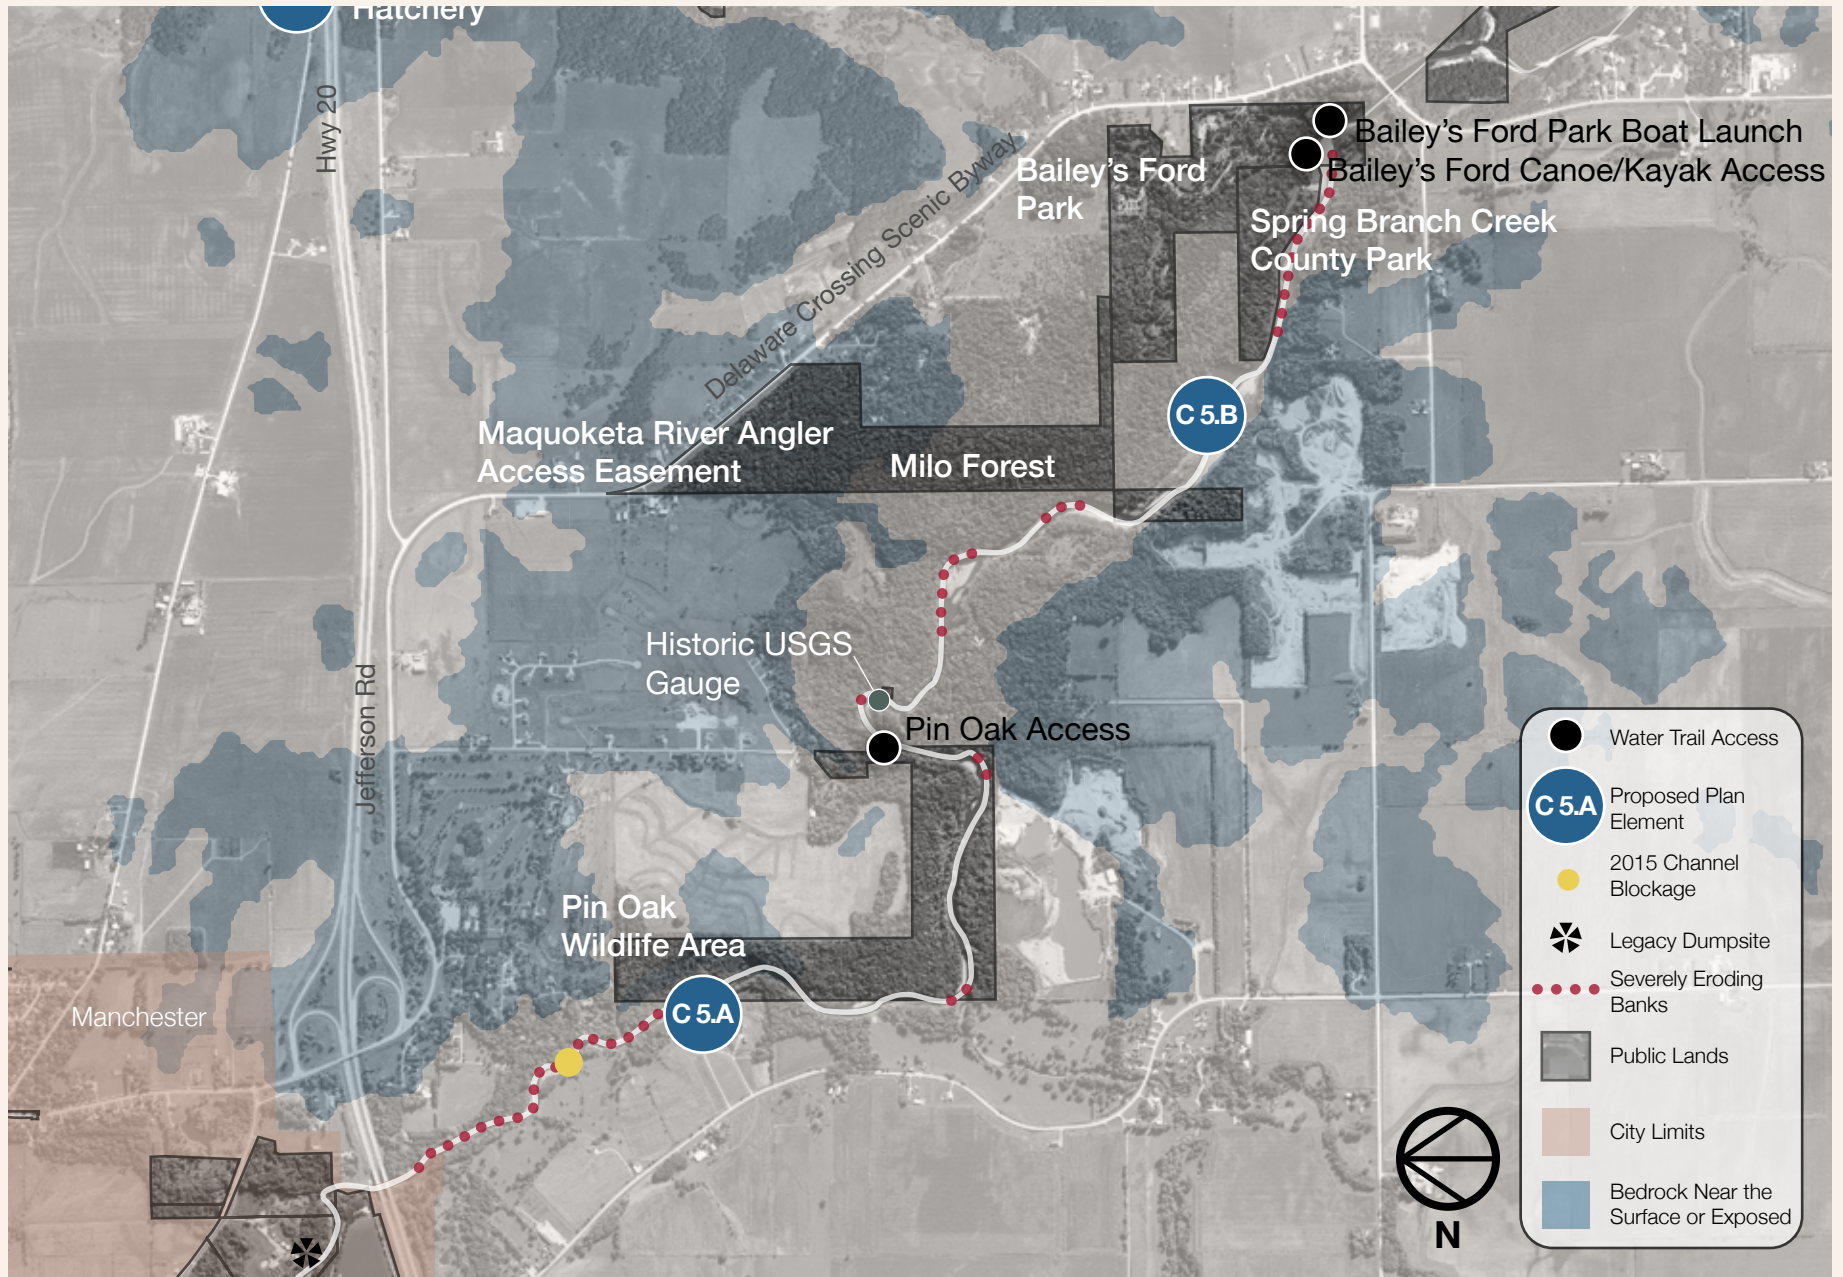 Hatchery
Hwy 20
Delaware Crossing Scenic Byway
Bailey's Ford Park Boat Launch
Bailey's Ford Canoe/Kayak Access
Bailey's Ford
Park
Spring Branch Creek
County Park
C 5.B
Maquoketa River Angler
Access Easement
Milo Forest
Historic USGS
Gauge
Pin Oak Access
Jefferson Rd
Pin Oak
Wildlife Area
C 5.A
Manchester
Water Trail Access
C 5.A
Proposed Plan
Element
2015 Channel
Blockage
Legacy Dumpsite
Severely Eroding
Banks
Public Lands
City Limits
Bedrock Near the
Surface or Exposed
N